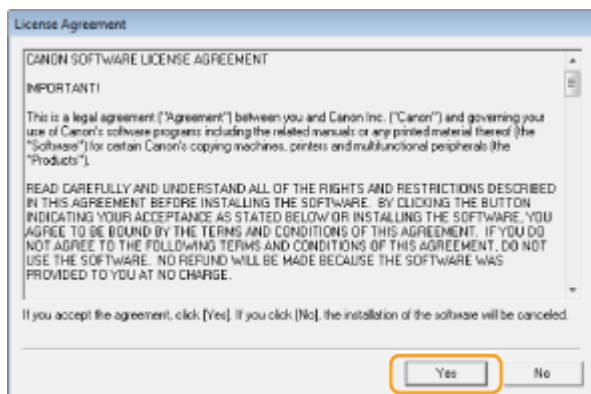 License Agreement
CANON SOFTWARE LICENSE AGREEMENT
IMPORTANT!
This is a legal agreement ("Agreement") between you and Canon Inc. ("Canon") and governing your
use of Canon's software programs including the related manuals or any printed material thereof (the
"Software") for certain Canon's copying machines, printers and multifunctional peripherals (the
"Products").
READ CAREFULLY AND UNDERSTAND ALL OF THE RIGHTS AND RESTRICTIONS DESCRIBED
IN THIS AGREEMENT BEFORE INSTALLING THE SOFTWARE. BY CLICKING THE BUTTON
INDICATING YOUR ACCEPTANCE AS STATED BELOW OR INSTALLING THE SOFTWARE, YOU
AGREE TO BE BOUND BY THE TERMS AND CONDITIONS OF THIS AGREEMENT. IF YOU DO
NOT AGREE TO THE FOLLOWING TERMS AND CONDITIONS OF THIS AGREEMENT, DO NOT
USE THE SOFTWARE. NO REFUND WILL BE MADE BECAUSE THE SOFTWARE WAS
PROVIDED TO YOU AT NO CHARGE.
If you accept the agreement, click [Yes]. If you click [No], the installation of the software will be canceled.
Yes No